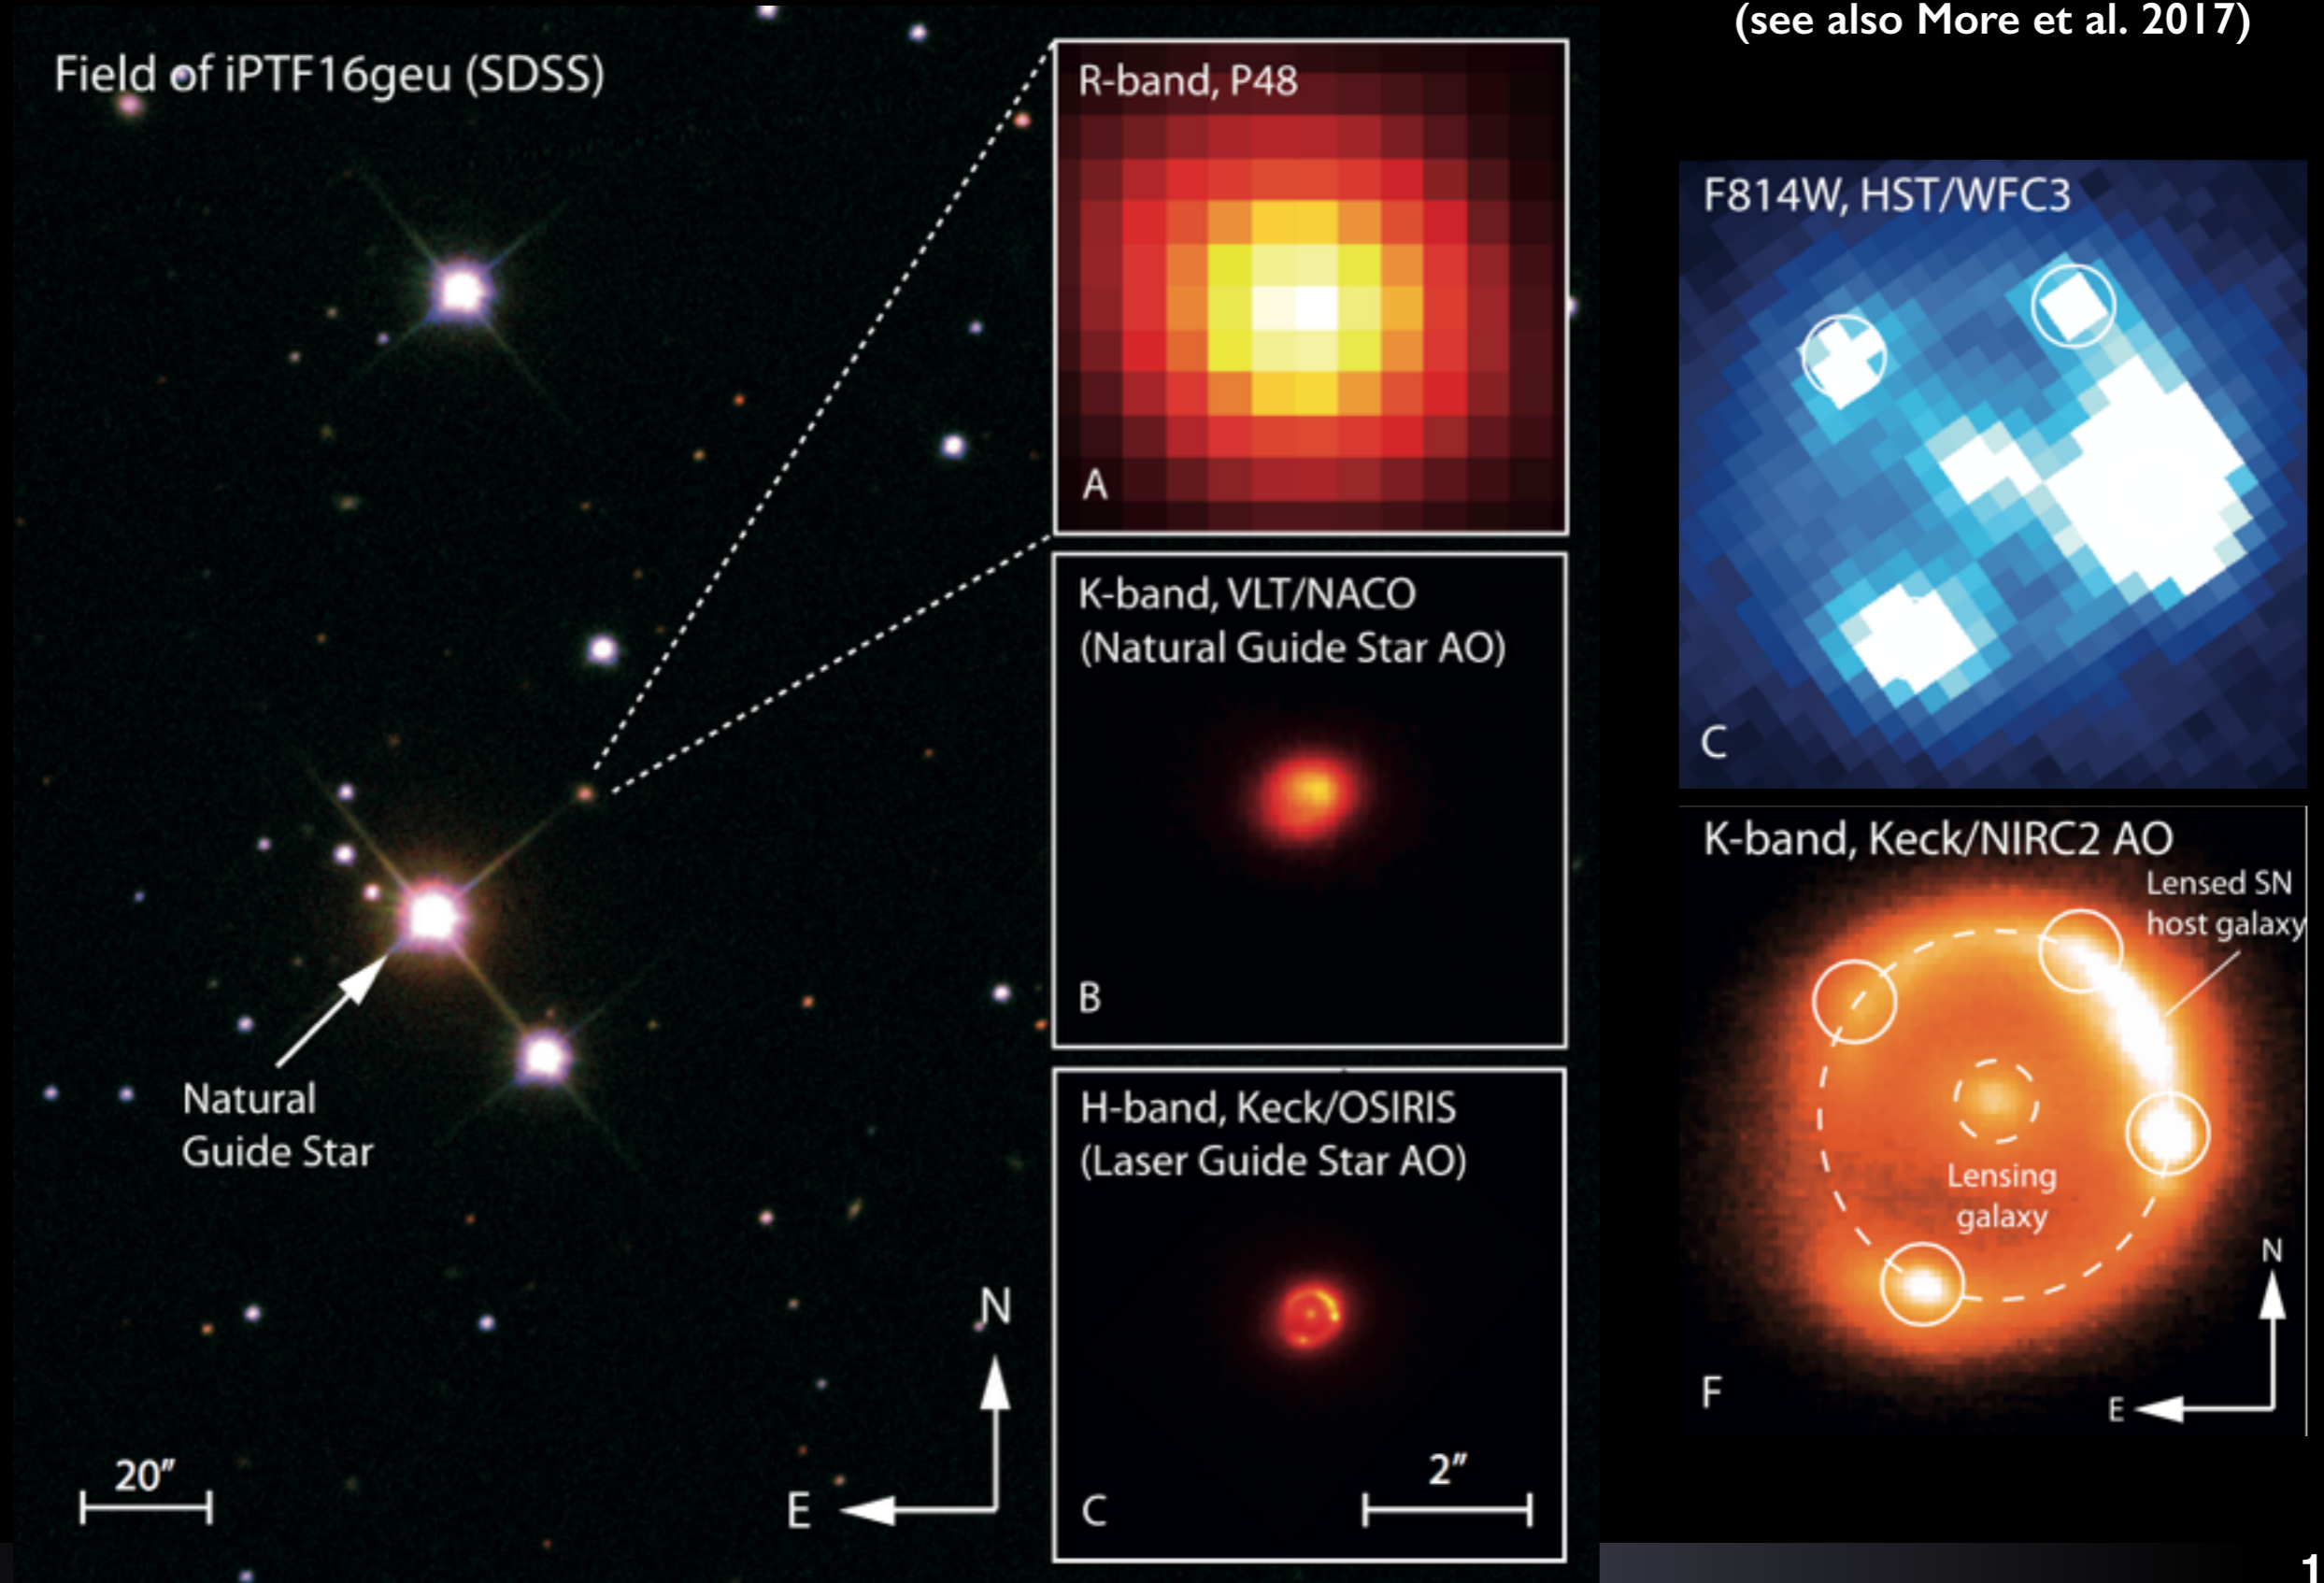 (see also More et al. 2017)
Field of iPTF16geu (SDSS)
R-band, P48
A
K-band, VLT/NACO
(Natural Guide Star AO)
B
H-band, Keck/OSIRIS
(Laser Guide Star AO)
2″
C
Natural
Guide Star
N
E
20″
F814W, HST/WFC3
C
K-band, Keck/NIRC2 AO
Lensed SN
host galaxy
Lensing
galaxy
N
E
F
1